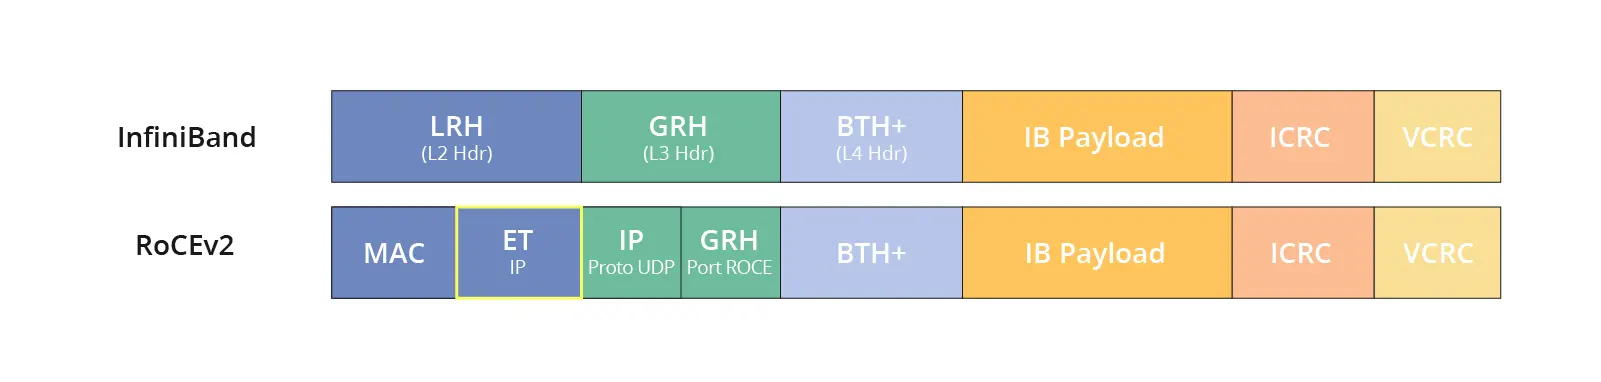 InfiniBand
LRH
(L2 Hdr)
GRH
(L3 Hdr)
BTH+
(L4 Hdr)
IB Payload
ICRC
VCRC
RoCEv2
MAC
ET
IP
IP
Proto UDP
GRH
Port ROCE
BTH+
IB Payload
ICRC
VCRC